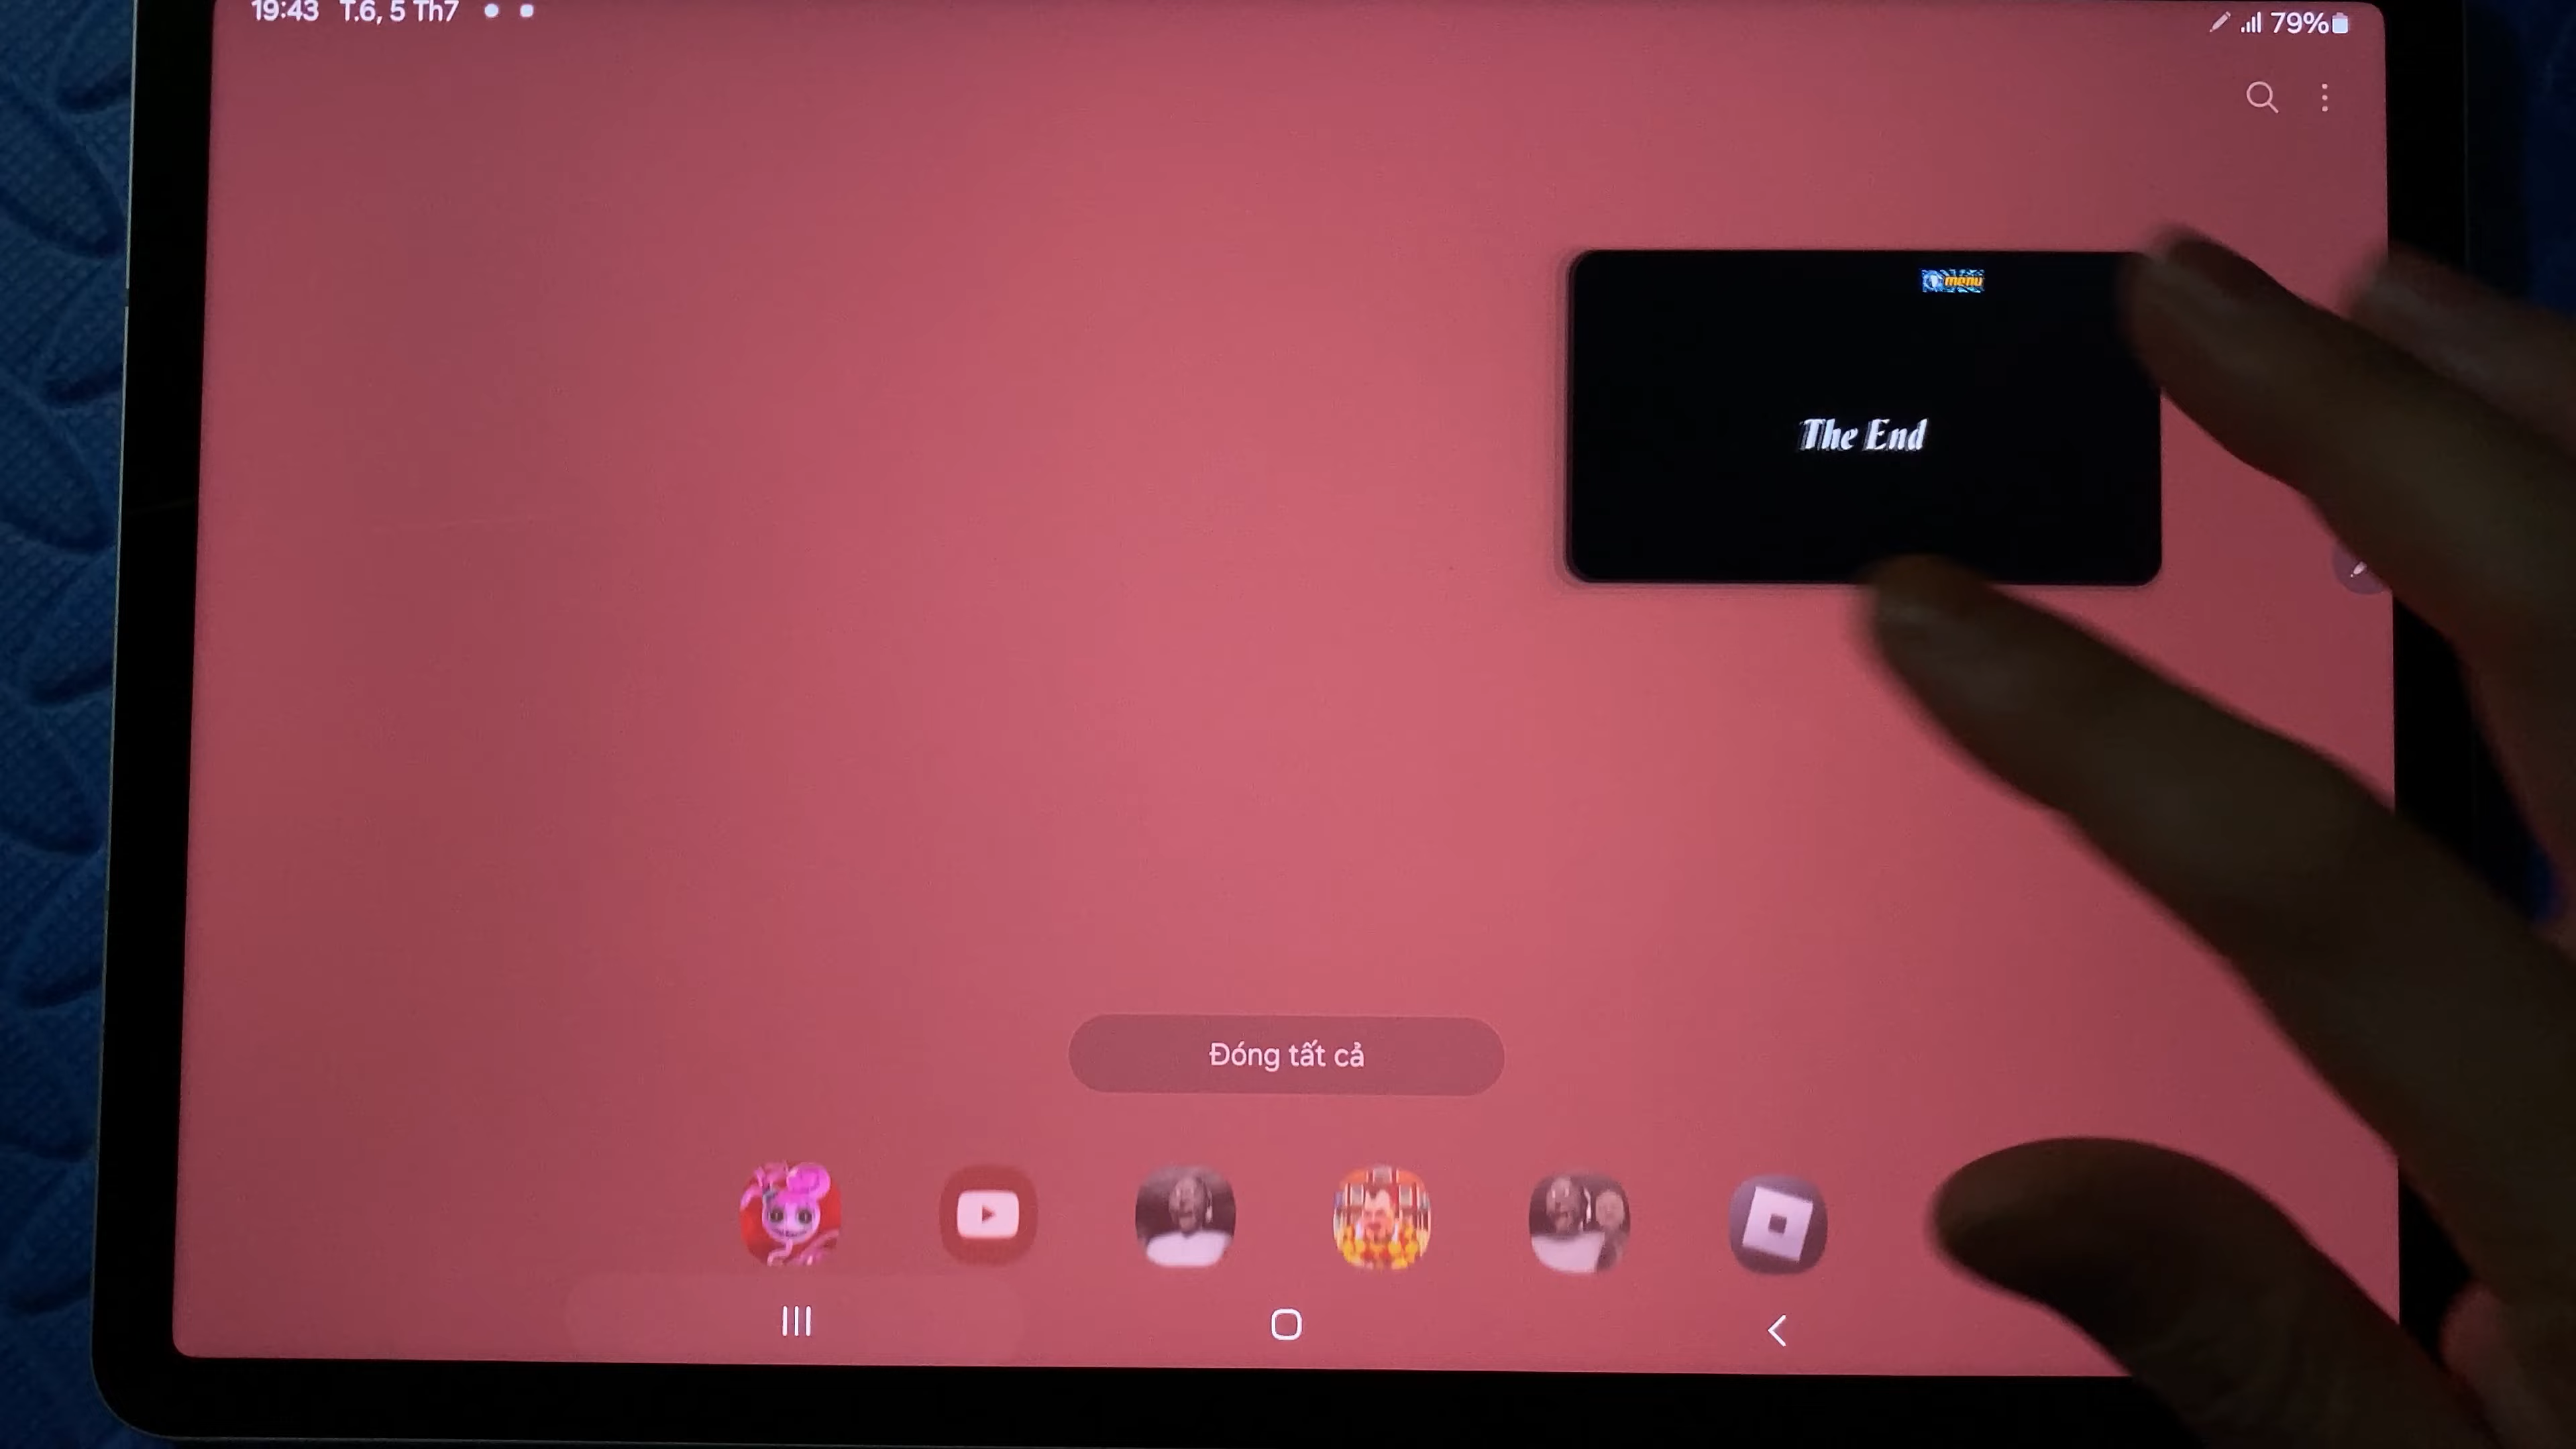 19:43 T.6, 5 Th7
79%
menu
The End
Đóng tất cả